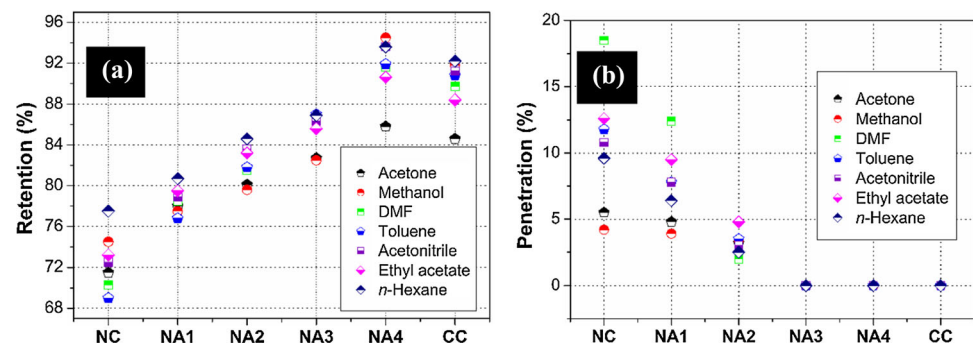 (a)
Retention (%)
96
92
88
84
80
76
72
68
Acetone
Methanol
DMF
Toluene
Acetonitrile
Ethyl acetate
n-Hexane
NC NA1 NA2 NA3 NA4 CC
(b)
Penetration (%)
20
15
10
5
0
Acetone
Methanol
DMF
Toluene
Acetonitrile
Ethyl acetate
n-Hexane
NC NA1 NA2 NA3 NA4 CC